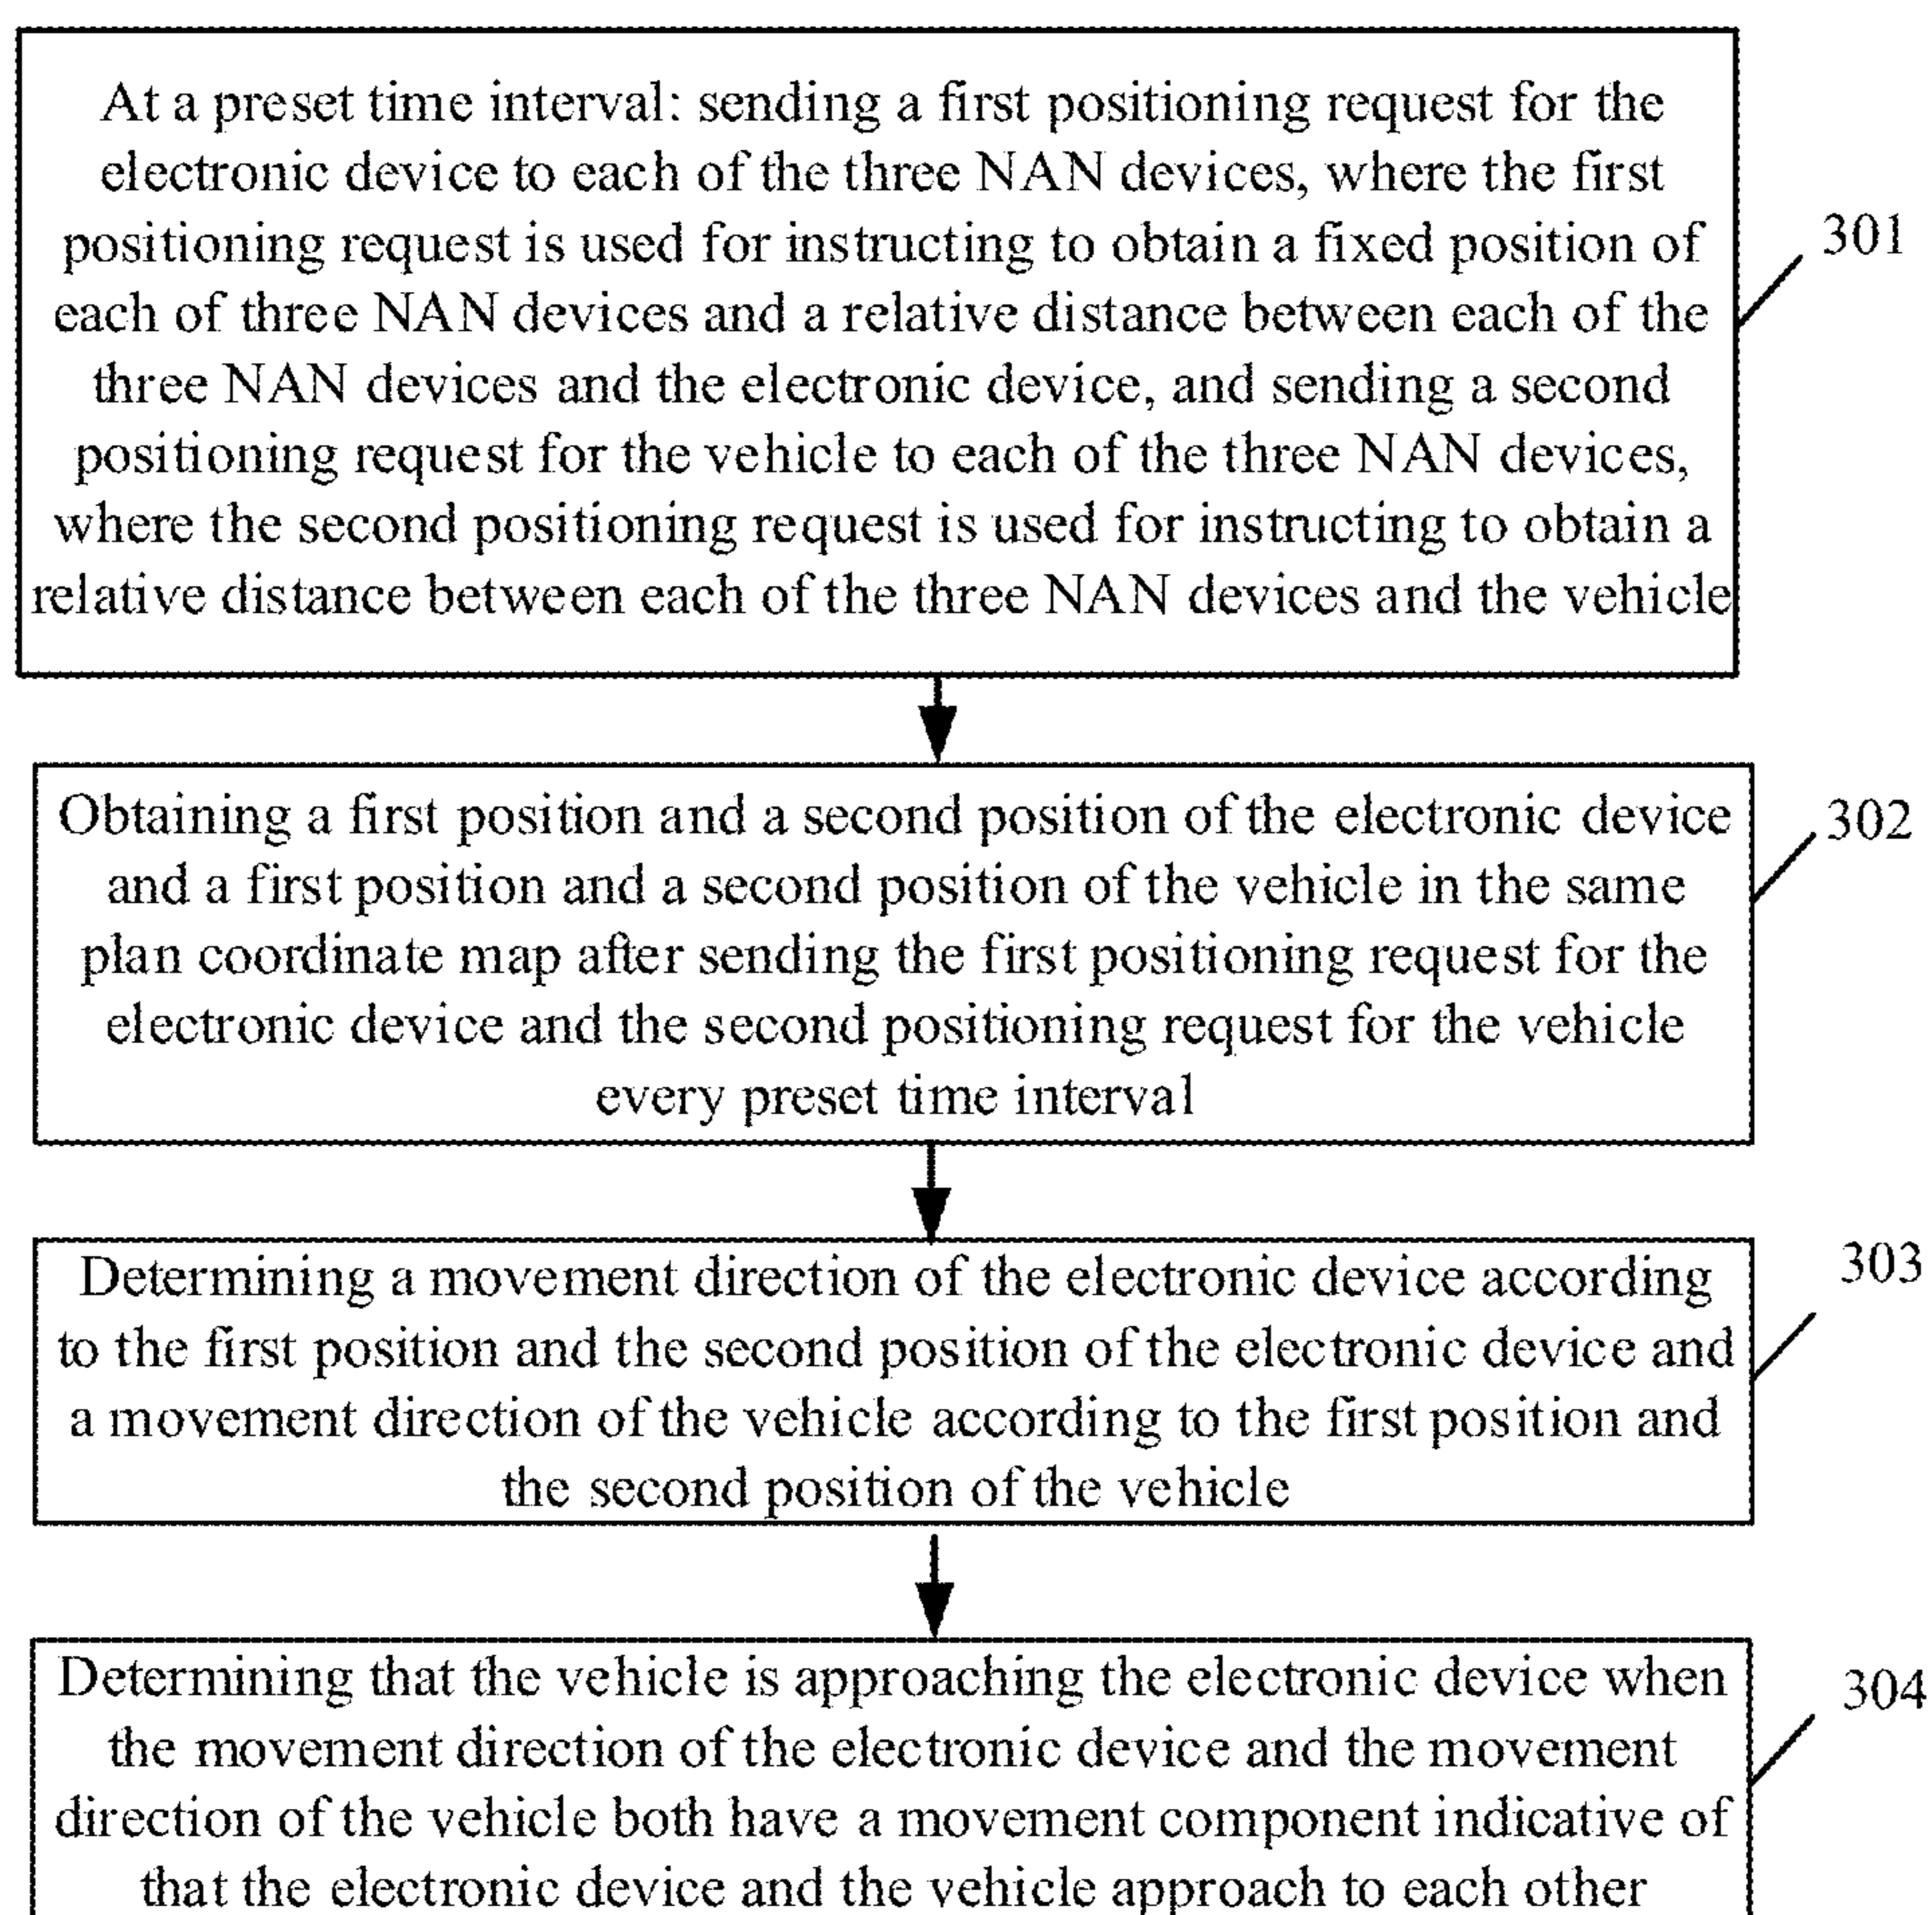 At a preset time interval: sending a first positioning request for the
electronic device to each of the three NAN devices, where the first
positioning request is used for instructing to obtain a fixed position of
each of three NAN devices and a relative distance between each of the
three NAN devices and the electronic device, and sending a second
positioning request for the vehicle to each of the three NAN devices,
where the second positioning request is used for instructing to obtain a
relative distance between each of the three NAN devices and the vehicle
301
Obtaining a first position and a second position of the electronic device
and a first position and a second position of the vehicle in the same
plan coordinate map after sending the first positioning request for the
electronic device and the second positioning request for the vehicle
every preset time interval
302
Determining a movement direction of the electronic device according
to the first position and the second position of the electronic device and
a movement direction of the vehicle according to the first position and
the second position of the vehicle
303
Determining that the vehicle is approaching the electronic device when
the movement direction of the electronic device and the movement
direction of the vehicle both have a movement component indicative of
that the electronic device and the vehicle approach to each other
304